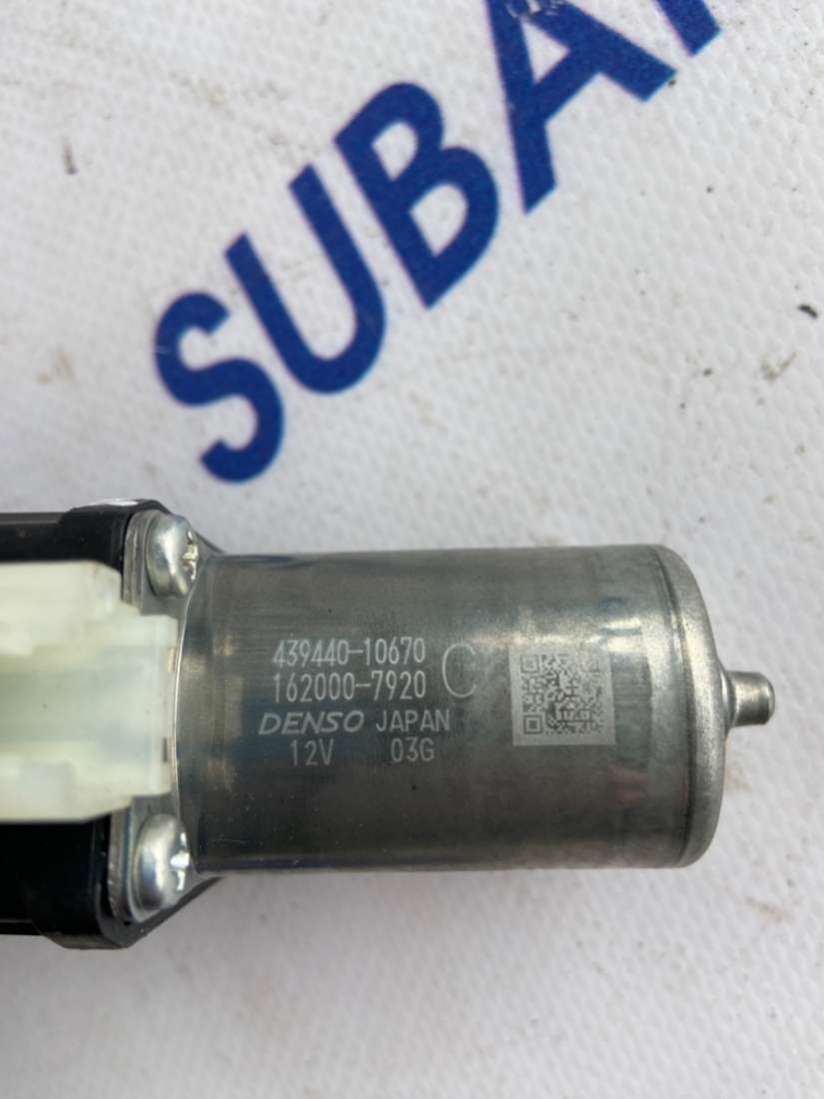 SUBA
439440-10670
162000-7920 C
DENSO JAPAN
12V 03G